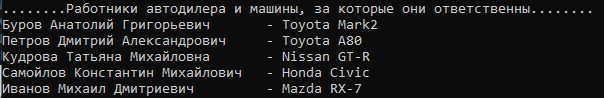 ........Работники автодилера и машины, за которые они ответственны........
Буров Анатолий Григорьевич - Toyota Mark2
Петров Дмитрий Александрович - Toyota A80
Кудрова Татьяна Михайловна - Nissan GT-R
Самойлов Константин Михайлович - Honda Civic
Иванов Михаил Дмитриевич - Mazda RX-7